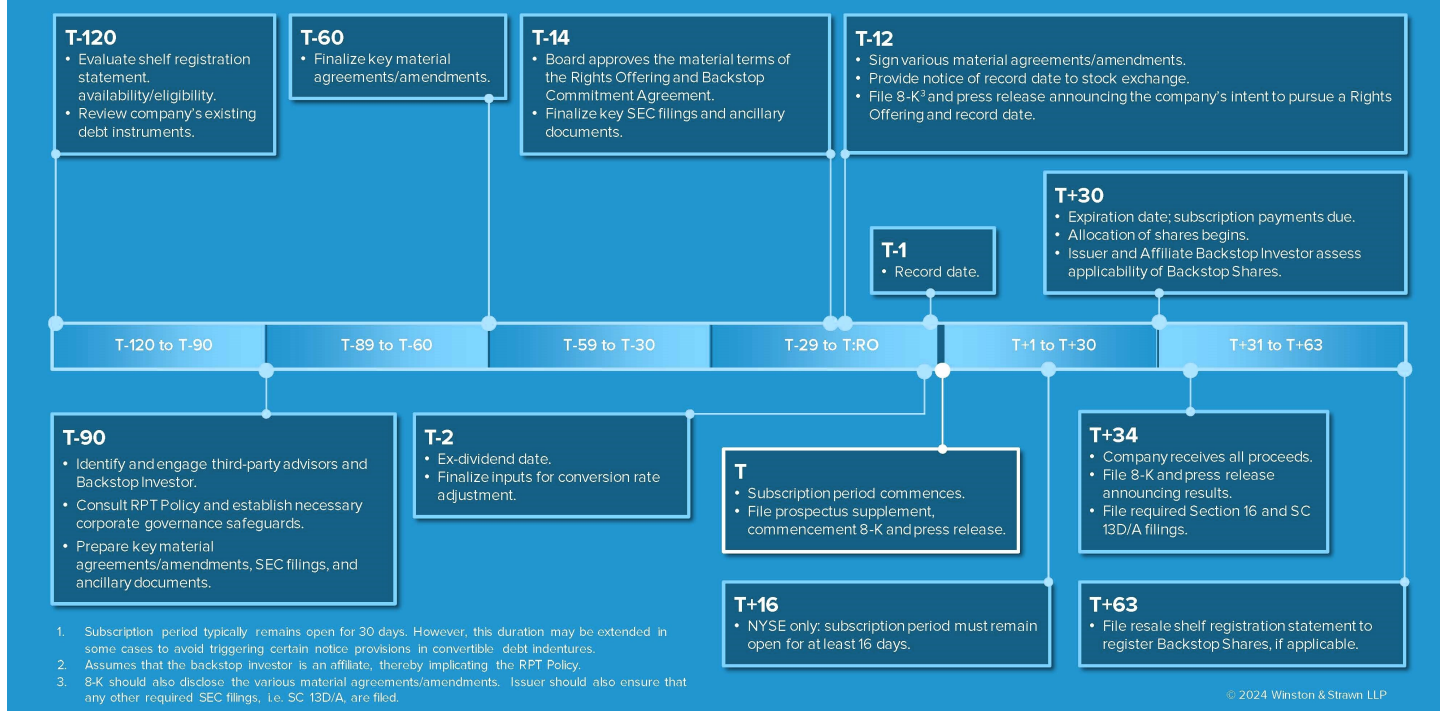 T-120
• Evaluate shelf registration
statement.
availability/eligibility.
• Review company's existing
debt instruments.
T-60
• Finalize key material
agreements/amendments.
T-14
• Board approves the material terms of
the Rights Offering and Backstop
Commitment Agreement.
• Finalize key SEC filings and ancillary
documents.
T-12
• Sign various material agreements/amendments.
• Provide notice of record date to stock exchange.
• File 8-K³ and press release announcing the company's intent to pursue a Rights
Offering and record date.
T-1
• Record date.
T+30
• Expiration date; subscription payments due.
• Allocation of shares begins.
• Issuer and Affiliate Backstop Investor assess
applicability of Backstop Shares.
T-120 to T-90
T-89 to T-60
T-59 to T-30
T-29 to T:RO
T+1 to T+30
T+31 to T+63
T-90
• Identify and engage third-party advisors and
Backstop Investor.
• Consult RPT Policy and establish necessary
corporate governance safeguards.
• Prepare key material
agreements/amendments, SEC filings, and
ancillary documents.
T-2
• Ex-dividend date.
• Finalize inputs for conversion rate
adjustment.
T
• Subscription period commences.
• File prospectus supplement,
commencement 8-K and press release.
T+34
• Company receives all proceeds.
• File 8-K and press release
announcing results.
• File required Section 16 and SC
13D/A filings.
T+16
• NYSE only: subscription period must remain
open for at least 16 days.
T+63
• File resale shelf registration statement to
register Backstop Shares, if applicable.
1. Subscription period typically remains open for 30 days. However, this duration may be extended in
some cases to avoid triggering certain notice provisions in convertible debt indentures.
2. Assumes that the backstop investor is an affiliate, thereby implicating the RPT Policy.
3. 8-K should also disclose the various material agreements/amendments. Issuer should also ensure that
any other required SEC filings, i.e. SC 13D/A, are filed.
© 2024 Winston & Strawn LLP